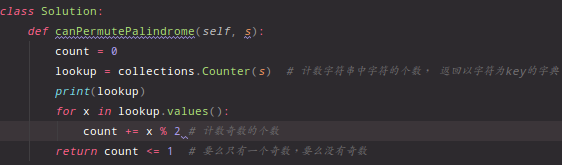 class Solution:
    def canPermutePalindrome(self, s):
        count = 0
        lookup = collections.Counter(s)  # 计数字符串中字符的个数， 返回以字符为key的字典
        print(lookup)
        for x in lookup.values():
            count += x % 2 # 计数奇数的个数
        return count <= 1  # 要么只有一个奇数，要么没有奇数